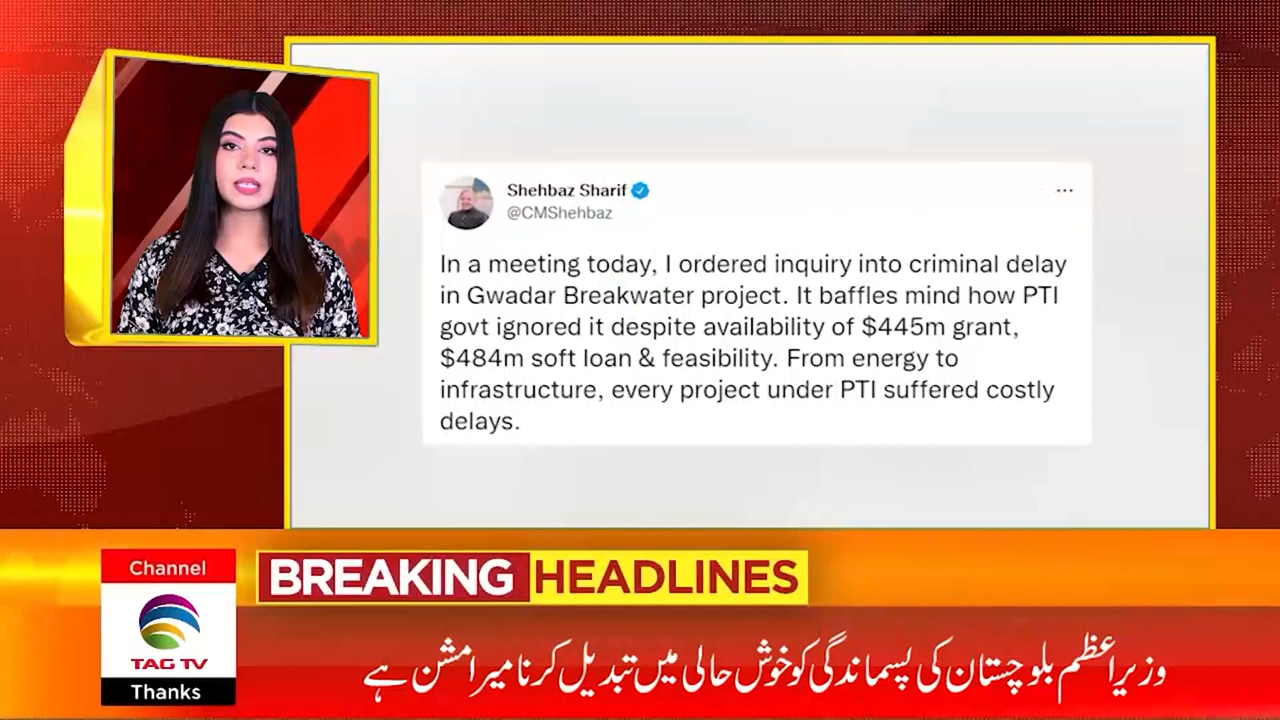 Shehbaz Sharif
@CMShehbaz
In a meeting today, I ordered inquiry into criminal delay
in Gwadar Breakwater project. It baffles mind how PTI
govt ignored it despite availability of $445m grant,
$484m soft loan & feasibility. From energy to
infrastructure, every project under PTI suffered costly
delays.
Channel
TAG TV
Thanks
BREAKING HEADLINES
وزیراعظم بلوچستان کی پسماندگی کو خوش حالی میں تبدیل کرنا میرا مشن ہے